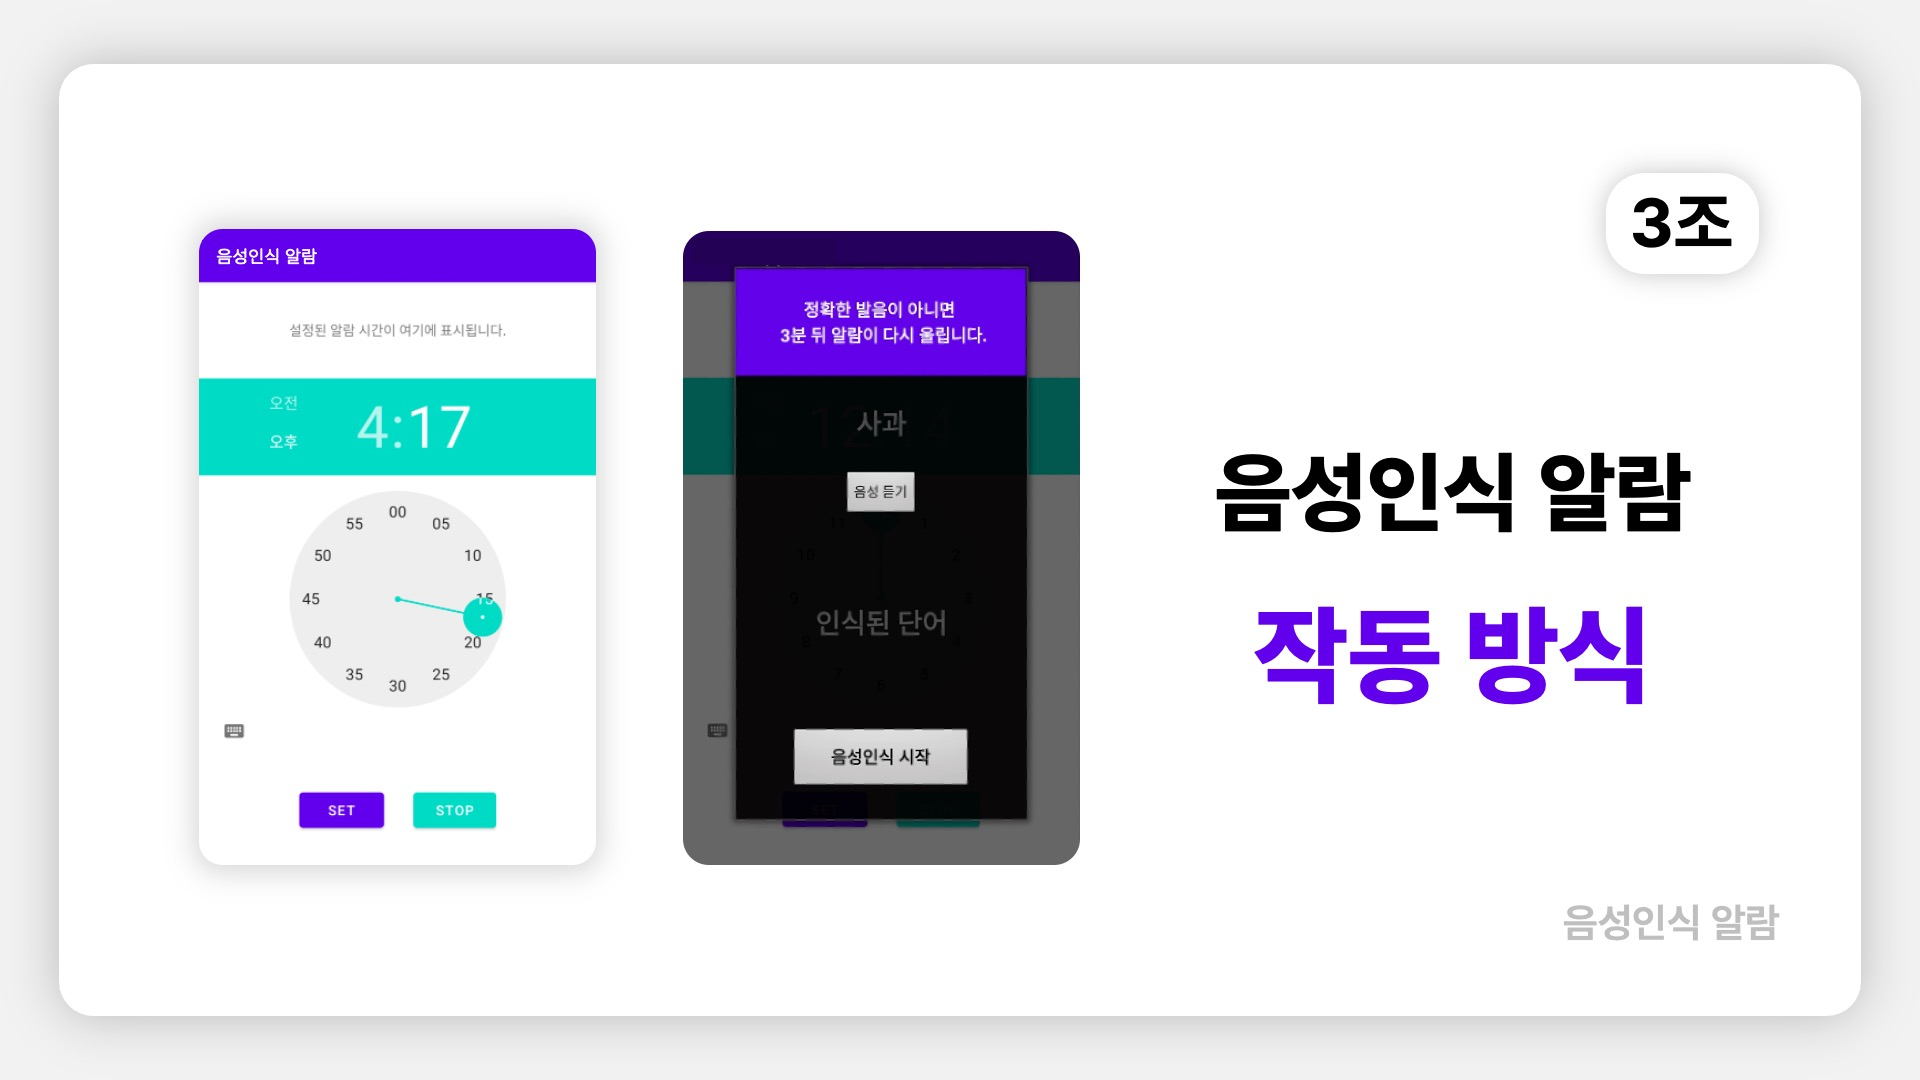 음성인식 알람
설정된 알람 시간이 여기에 표시됩니다.
오전
오후
4:17
00
05
10
15
20
25
30
35
40
45
50
55
SET
STOP
정확한 발음이 아니면
3분 뒤 알람이 다시 울립니다.
사과
음성 듣기
인식된 단어
음성인식 시작
3조
음성인식 알람
작동 방식
음성인식 알람